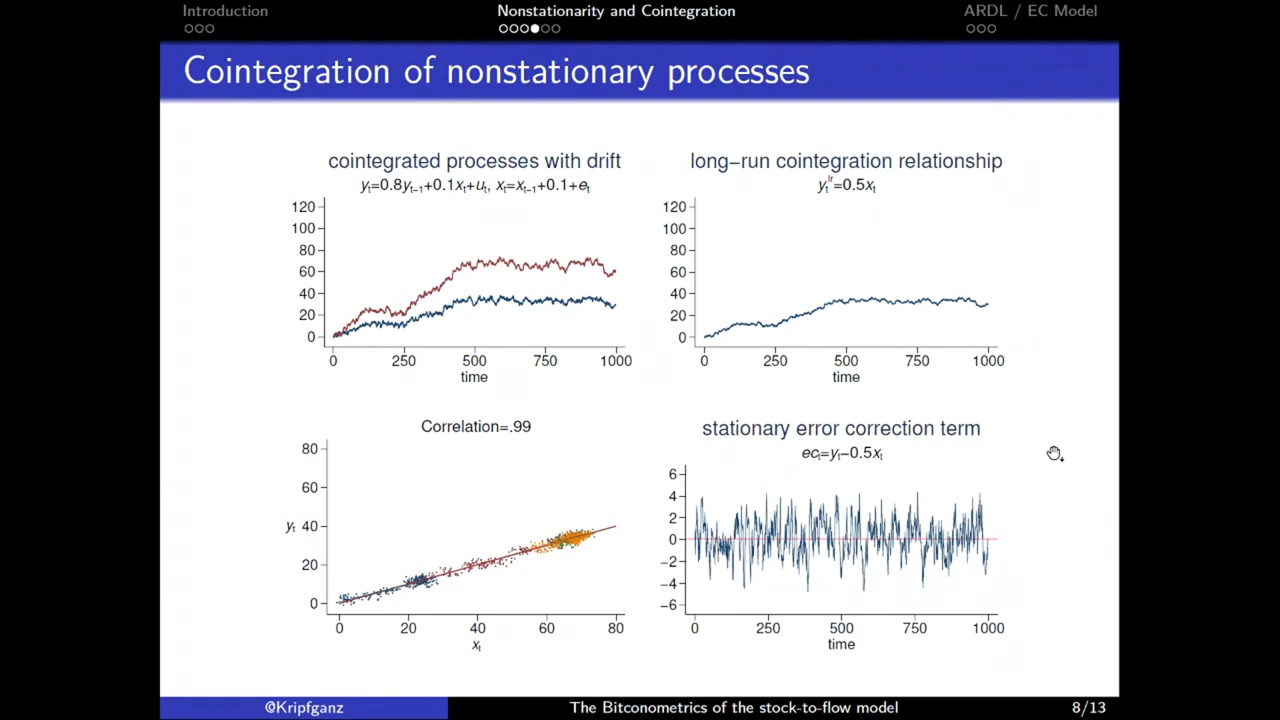 Introduction
Nonstationarity and Cointegration
ARDL / EC Model
Cointegration of nonstationary processes
cointegrated processes with drift
yt=0.8yt−1+0.1xt+ut, xt=xt−1+0.1+et
120
100
80
60
40
20
0
0 250 500 750 1000
time
long−run cointegration relationship
yt^lr=0.5xt
120
100
80
60
40
20
0
0 250 500 750 1000
time
Correlation=.99
80
60
yt 40
20
0
0 20 40 60 80
xt
stationary error correction term
ect=yt−0.5xt
6
4
2
0
−2
−4
−6
0 250 500 750 1000
time
@Kripfganz
The Bitconometrics of the stock-to-flow model
8/13